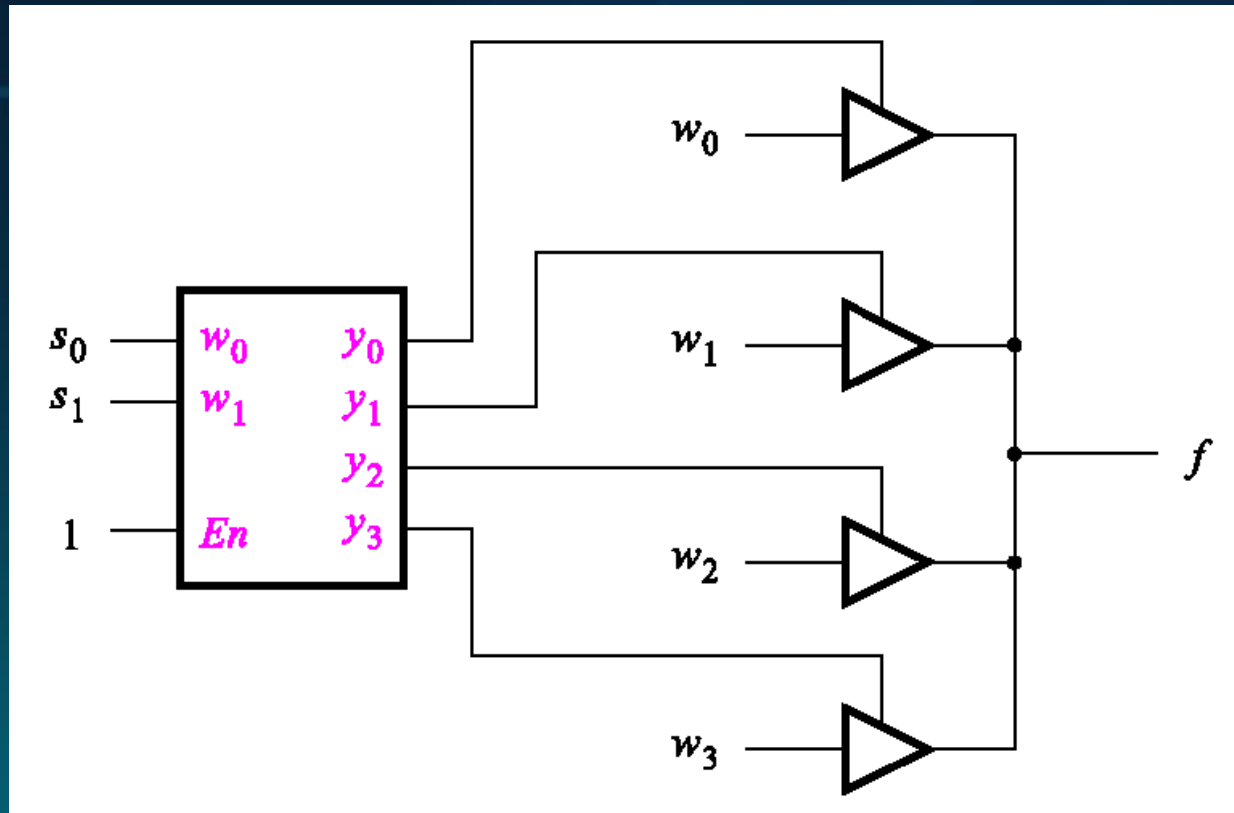 w₀
w₁
s₀ w₀ y₀
s₁ w₁ y₁
y₂
f
1 En y₃
w₂
w₃